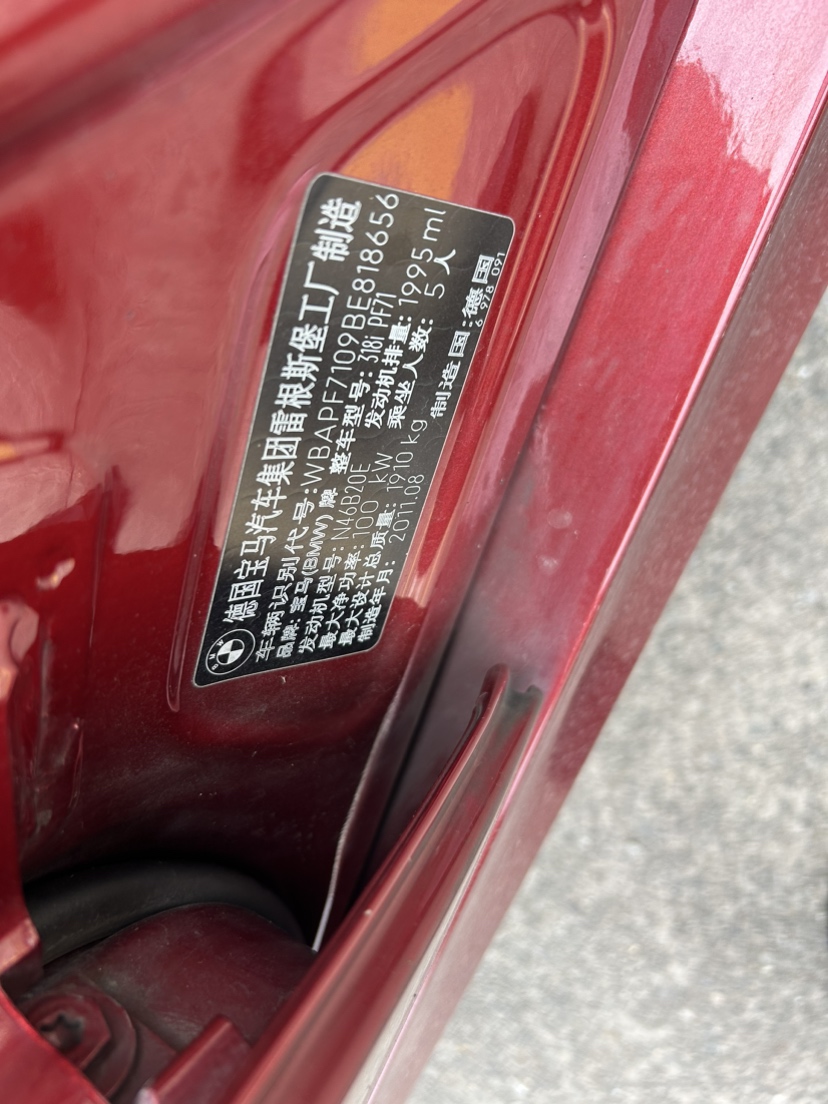 德国宝马汽车集团雷根斯堡工厂制造
车辆识别代号:WBAPF7109BE818656
品牌:宝马(BMW)牌 整车型号:318i PF71
发动机型号:N46B20E 发动机排量:1995 ml
最大净功率:100 kW 乘坐人数: 5 人
最大设计总质量: 1910 kg
制造年月: 2011.08 制造国:德国
6 978 091